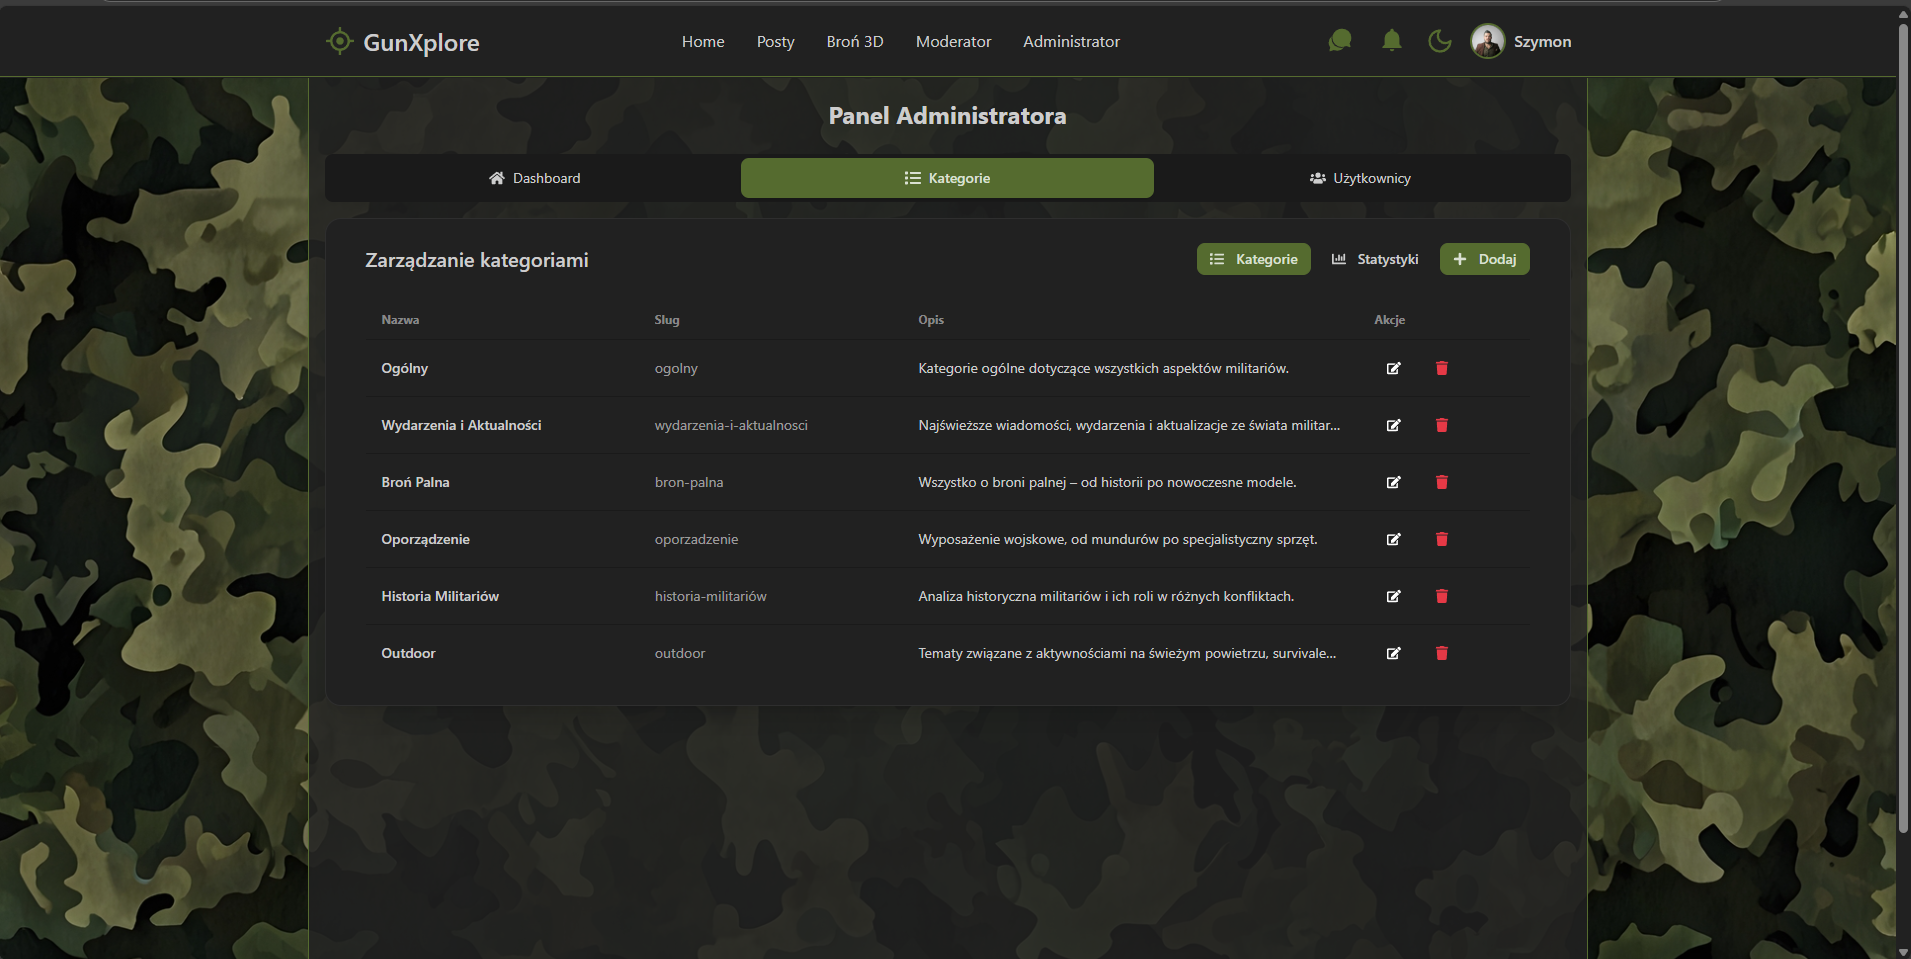 GunXplore
Home Posty Broń 3D Moderator Administrator
Szymon
Panel Administratora
Dashboard Kategorie Użytkownicy
Zarządzanie kategoriami
Kategorie Statystyki Dodaj
Nazwa Slug Opis Akcje
Ogólny ogolny Kategorie ogólne dotyczące wszystkich aspektów militariów.
Wydarzenia i Aktualności wydarzenia-i-aktualnosci Najświeższe wiadomości, wydarzenia i aktualizacje ze świata militar...
Broń Palna bron-palna Wszystko o broni palnej – od historii po nowoczesne modele.
Oporządzenie oporzadzenie Wyposażenie wojskowe, od mundurów po specjalistyczny sprzęt.
Historia Militariów historia-militariów Analiza historyczna militariów i ich roli w różnych konfliktach.
Outdoor outdoor Tematy związane z aktywnościami na świeżym powietrzu, survivale...